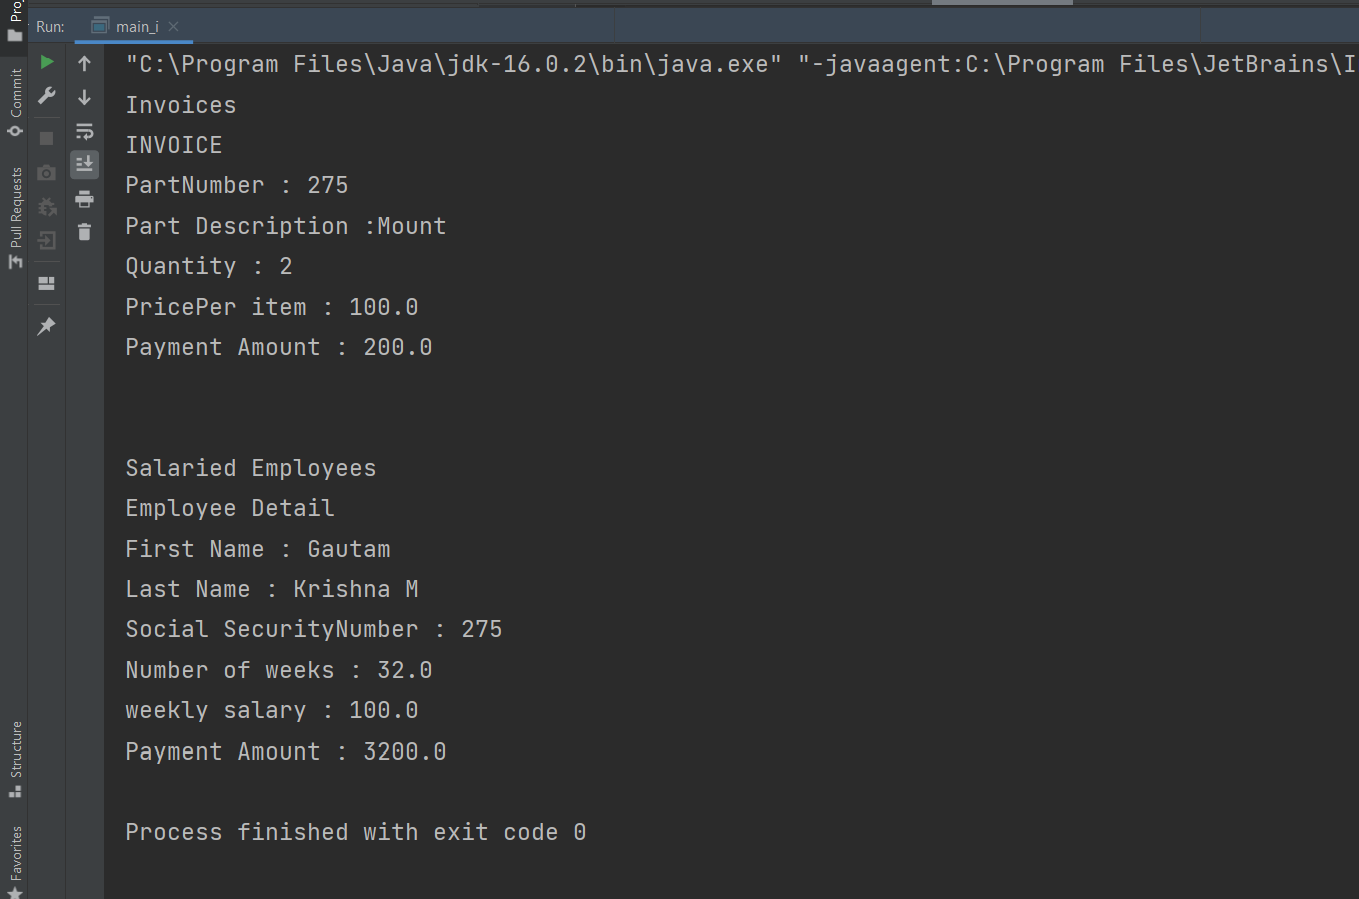 Run:
main_i
"C:\Program Files\Java\jdk-16.0.2\bin\java.exe" "-javaagent:C:\Program Files\JetBrains\I
Invoices
INVOICE
PartNumber : 275
Part Description :Mount
Quantity : 2
PricePer item : 100.0
Payment Amount : 200.0
Salaried Employees
Employee Detail
First Name : Gautam
Last Name : Krishna M
Social SecurityNumber : 275
Number of weeks : 32.0
weekly salary : 100.0
Payment Amount : 3200.0
Process finished with exit code 0
Commit
Pull Requests
Structure
Favorites